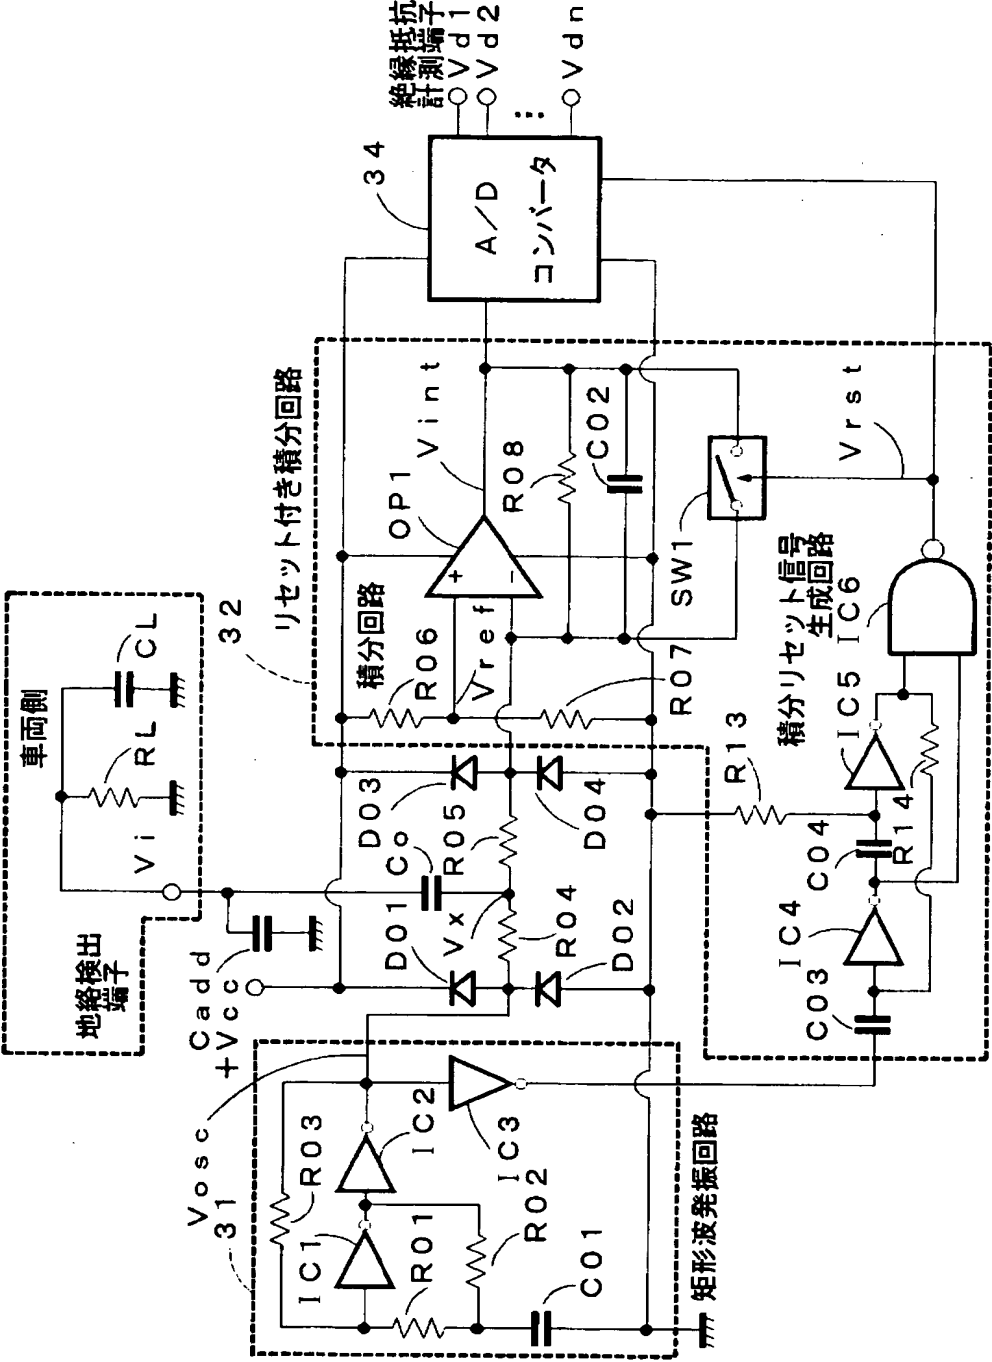 車両側
CL
RL
Vi
地絡検出
端子
Cadd
+Vcc
Vosc
31
R03
IC1
IC2
IC3
R01
R02
C01
矩形波発振回路
D01
D02
D03
D04
Co
Vx
R04
R05
32
リセット付き積分回路
積分回路
R06
Vref
R07
OP1
+
-
Vint
R08
C02
SW1
Vrst
積分リセット信号
生成回路
C03
IC4
C04
R13
R14
IC5
IC6
34
A/D
コンバータ
絶縁抵抗
計測端子
Vd1
Vd2
…
Vdn